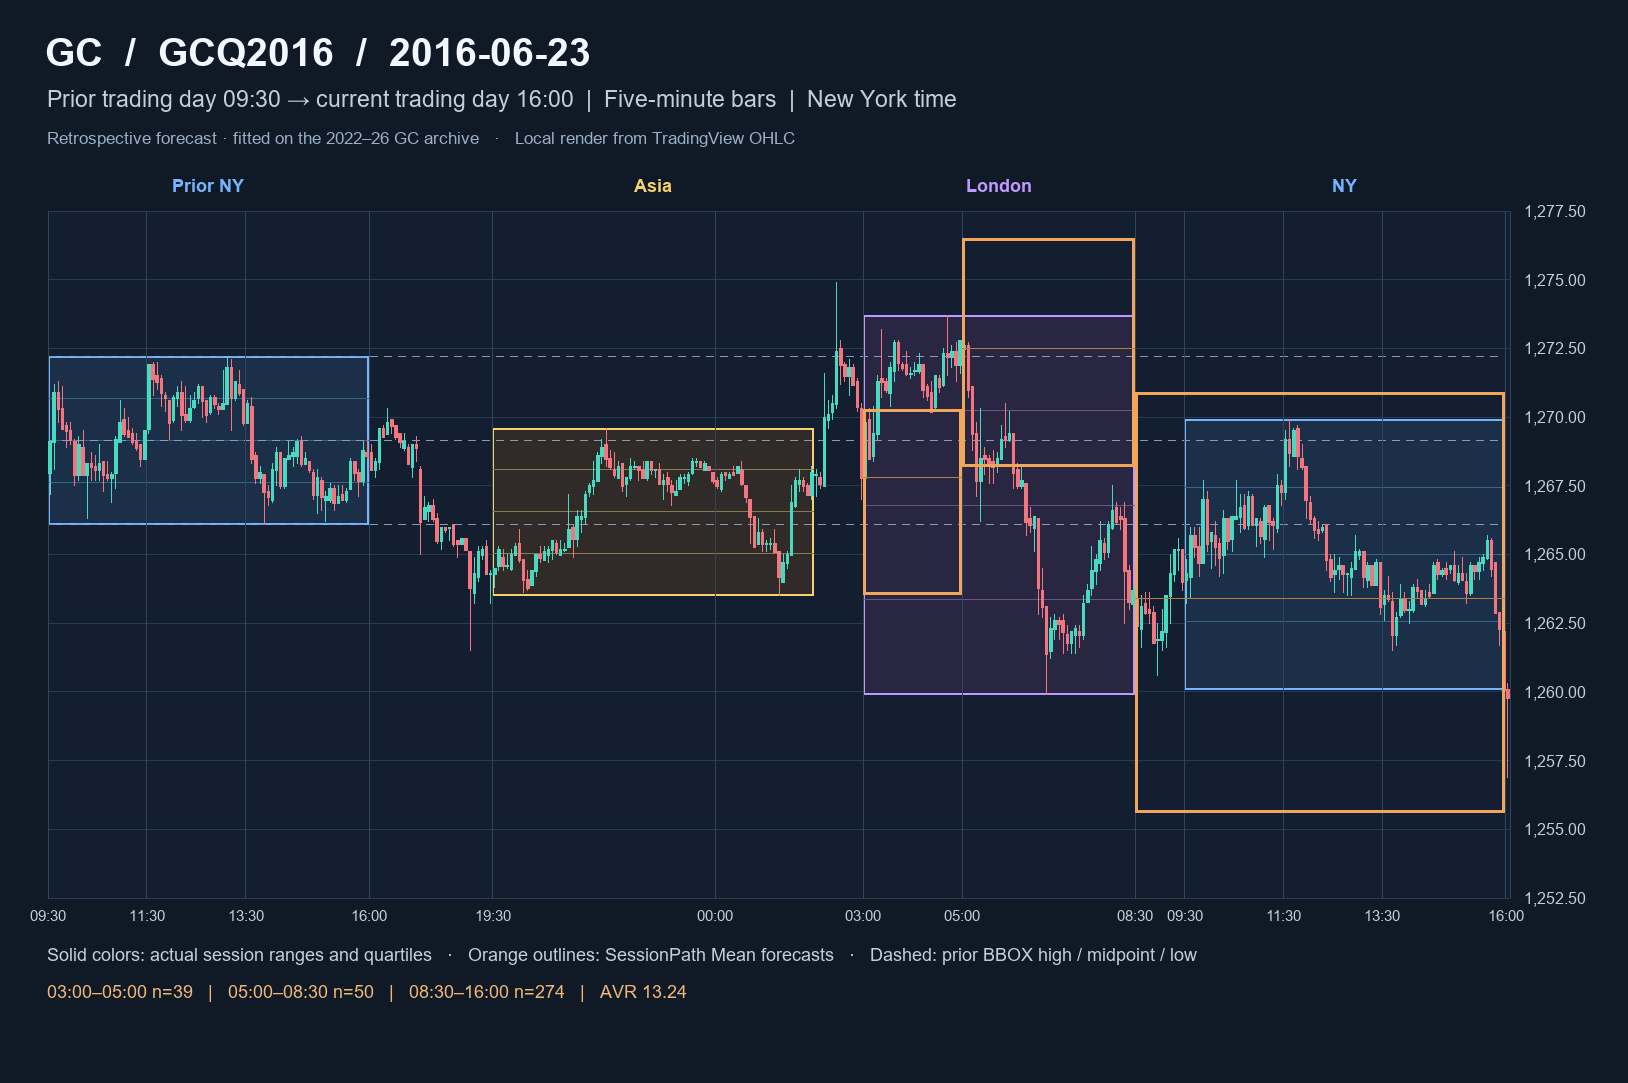 GC / GCQ2016 / 2016-06-23
Prior trading day 09:30 → current trading day 16:00 | Five-minute bars | New York time
Retrospective forecast · fitted on the 2022–26 GC archive · Local render from TradingView OHLC
Prior NY
Asia
London
NY
1,277.50
1,275.00
1,272.50
1,270.00
1,267.50
1,265.00
1,262.50
1,260.00
1,257.50
1,255.00
1,252.50
09:30 11:30 13:30 16:00 19:30 00:00 03:00 05:00 08:30 09:30 11:30 13:30 16:00
Solid colors: actual session ranges and quartiles · Orange outlines: SessionPath Mean forecasts · Dashed: prior BBOX high / midpoint / low
03:00–05:00 n=39 | 05:00–08:30 n=50 | 08:30–16:00 n=274 | AVR 13.24